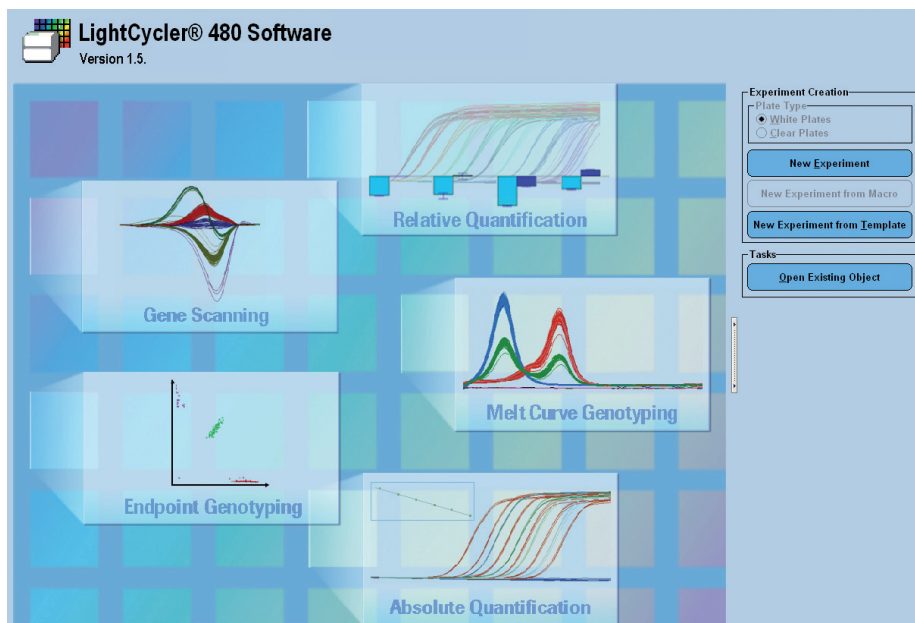 LightCycler® 480 Software
Version 1.5.
Relative Quantification
Gene Scanning
Melt Curve Genotyping
Endpoint Genotyping
Absolute Quantification
Experiment Creation
Plate Type
White Plates
Clear Plates
New Experiment
New Experiment from Macro
New Experiment from Template
Tasks
Open Existing Object